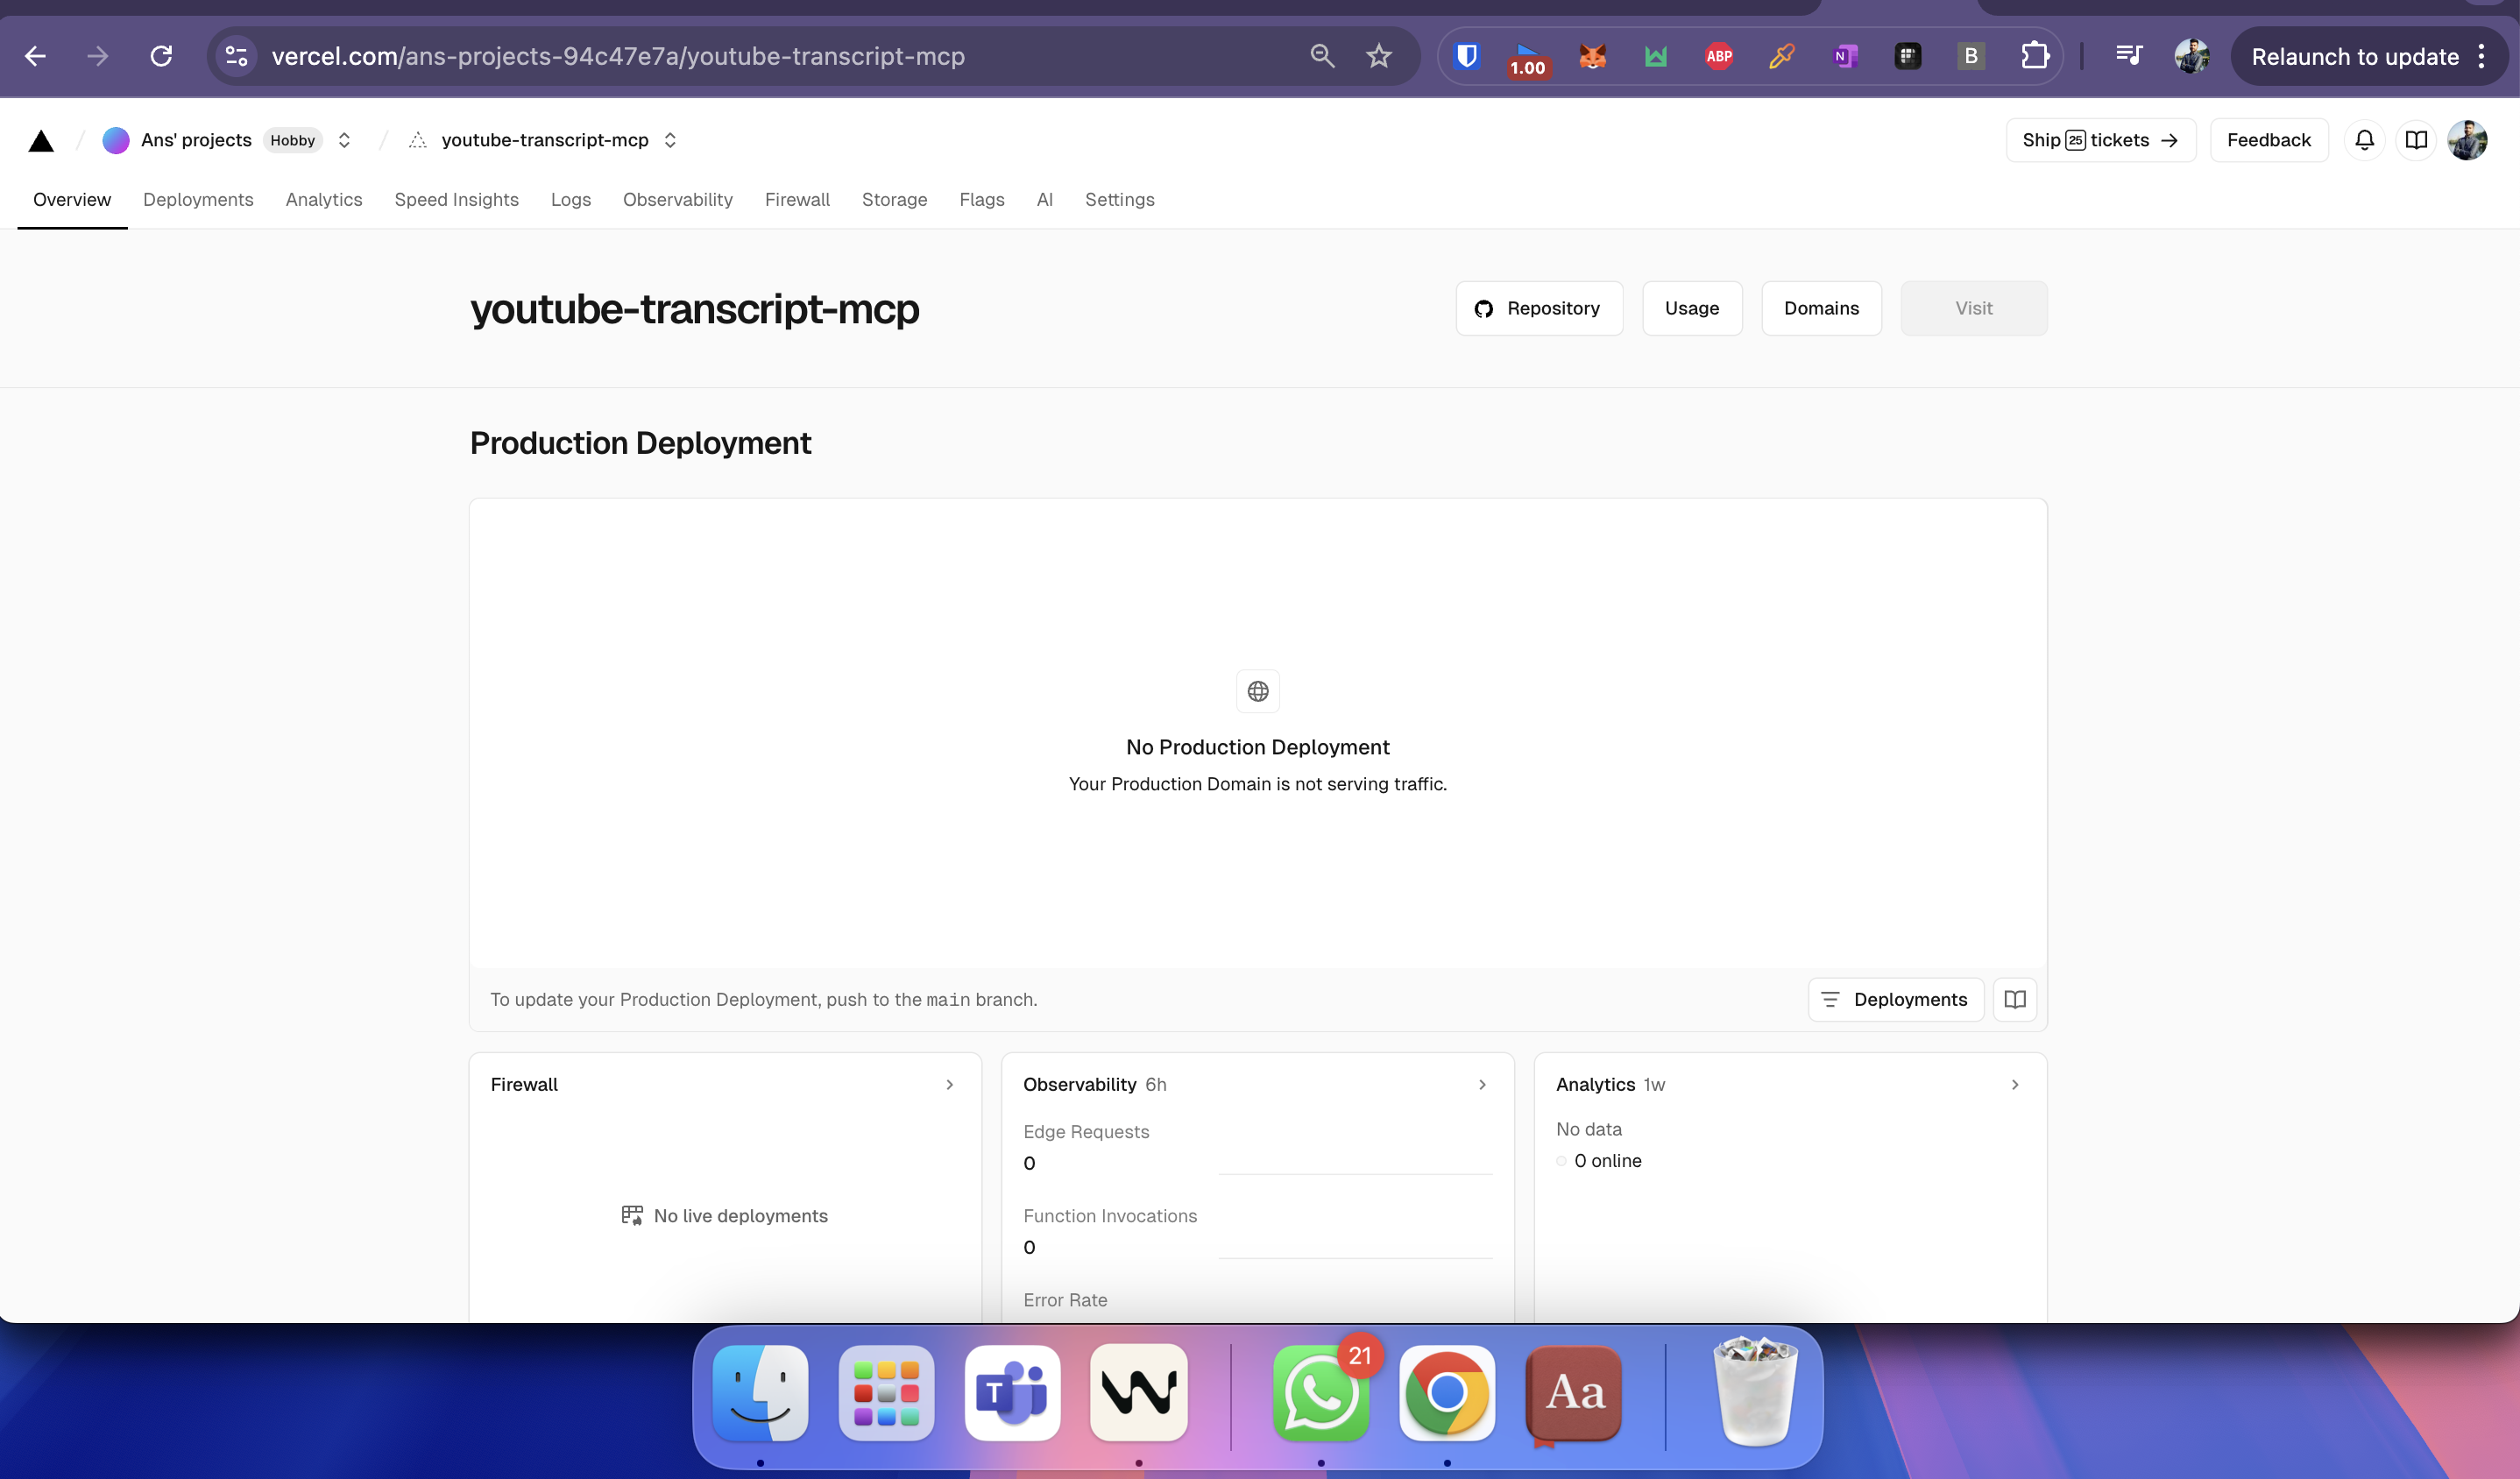 vercel.com/ans-projects-94c47e7a/youtube-transcript-mcp
1.00
ABP
N
B
Relaunch to update
Ans' projects Hobby
youtube-transcript-mcp
Ship 25 tickets
Feedback
Overview
Deployments
Analytics
Speed Insights
Logs
Observability
Firewall
Storage
Flags
AI
Settings
youtube-transcript-mcp
Repository
Usage
Domains
Visit
Production Deployment
No Production Deployment
Your Production Domain is not serving traffic.
To update your Production Deployment, push to the main branch.
Deployments
Firewall
No live deployments
Observability 6h
Edge Requests
0
Function Invocations
0
Error Rate
Analytics 1w
No data
0 online
T
21
Aa